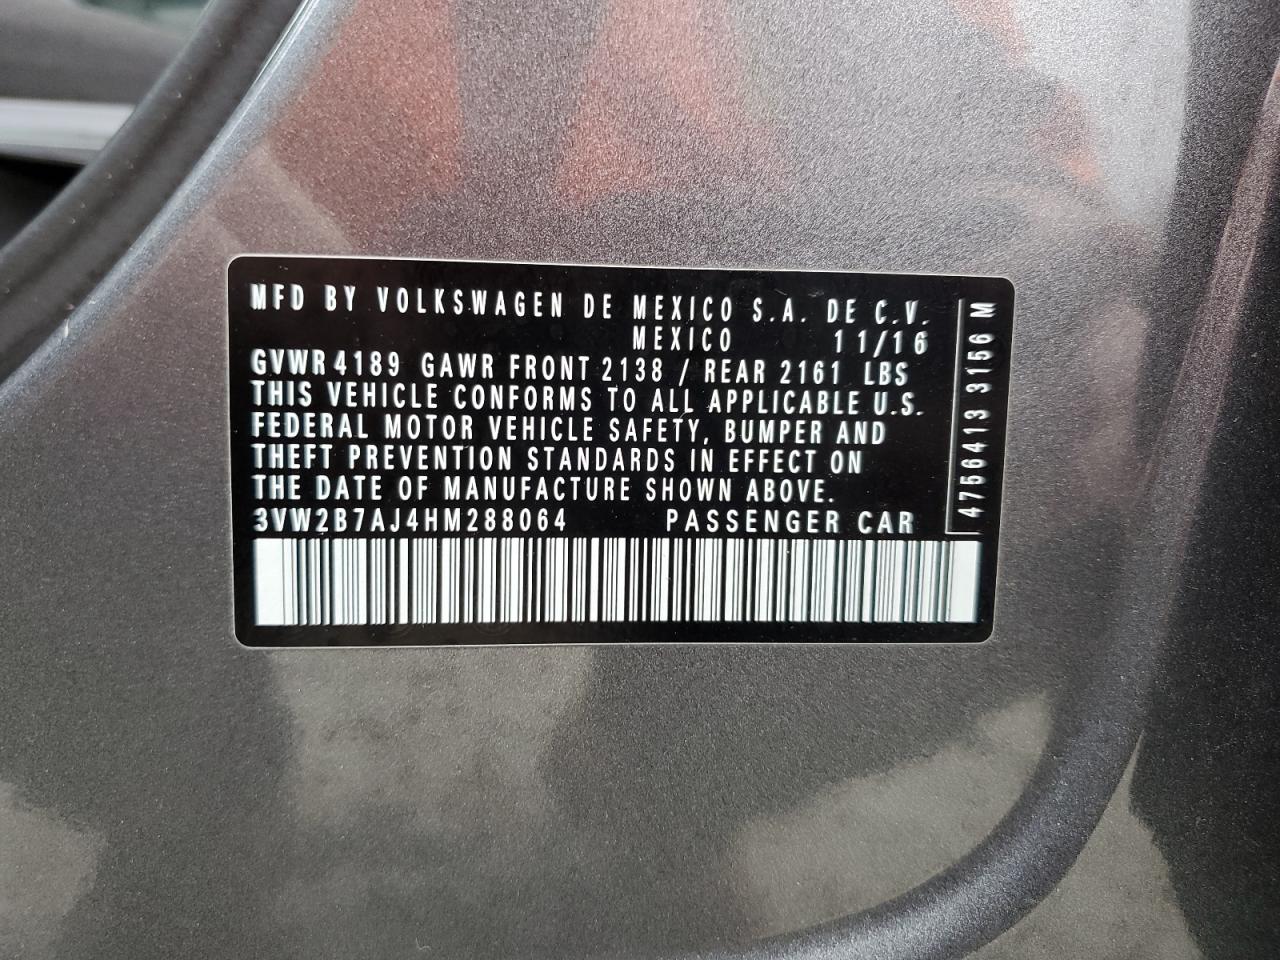 MFD BY VOLKSWAGEN DE MEXICO S.A. DE C.V.
MEXICO 11/16
GVWR 4189 GAWR FRONT 2138 / REAR 2161 LBS
THIS VEHICLE CONFORMS TO ALL APPLICABLE U.S.
FEDERAL MOTOR VEHICLE SAFETY, BUMPER AND
THEFT PREVENTION STANDARDS IN EFFECT ON
THE DATE OF MANUFACTURE SHOWN ABOVE.
3VW2B7AJ4HM288064 PASSENGER CAR
4756413 3156 M